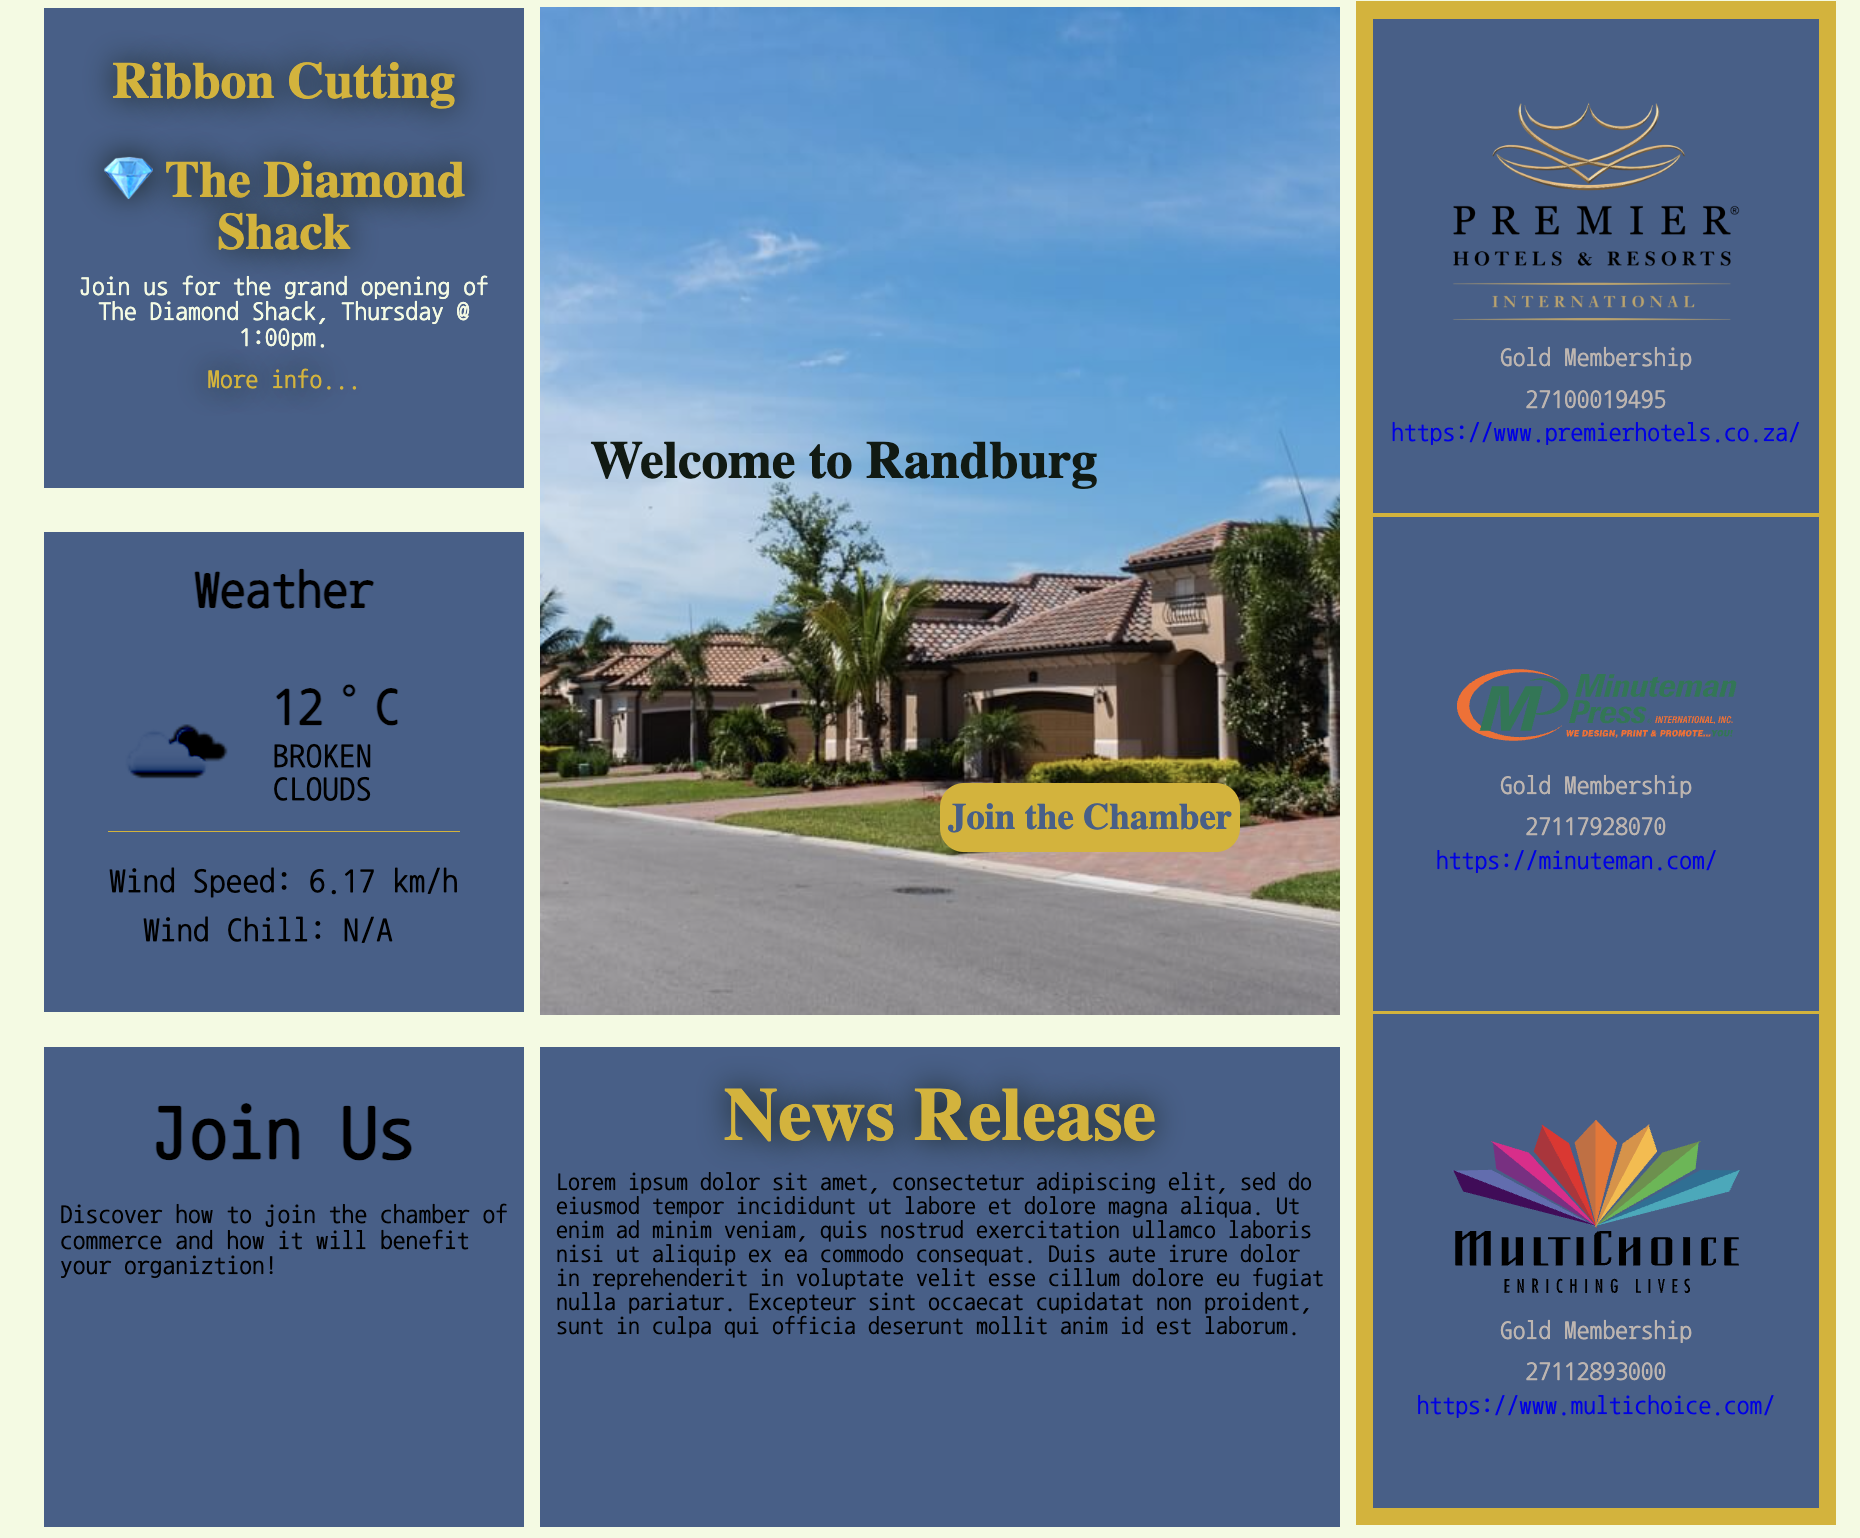 Ribbon Cutting
💎 The Diamond
Shack
Join us for the grand opening of
The Diamond Shack, Thursday @
1:00pm.
More info...
Weather
12 ° C
BROKEN
CLOUDS
Wind Speed: 6.17 km/h
Wind Chill: N/A
Join Us
Discover how to join the chamber of
commerce and how it will benefit
your organiztion!
Welcome to Randburg
Join the Chamber
News Release
Lorem ipsum dolor sit amet, consectetur adipiscing elit, sed do
eiusmod tempor incididunt ut labore et dolore magna aliqua. Ut
enim ad minim veniam, quis nostrud exercitation ullamco laboris
nisi ut aliquip ex ea commodo consequat. Duis aute irure dolor
in reprehenderit in voluptate velit esse cillum dolore eu fugiat
nulla pariatur. Excepteur sint occaecat cupidatat non proident,
sunt in culpa qui officia deserunt mollit anim id est laborum.
PREMIER®
HOTELS & RESORTS
INTERNATIONAL
Gold Membership
27100019495
https://www.premierhotels.co.za/
MP Minuteman
Press
INTERNATIONAL, INC.
WE DESIGN, PRINT & PROMOTE...
Gold Membership
27117928070
https://minuteman.com/
MULTICHOICE
ENRICHING LIVES
Gold Membership
27112893000
https://www.multichoice.com/